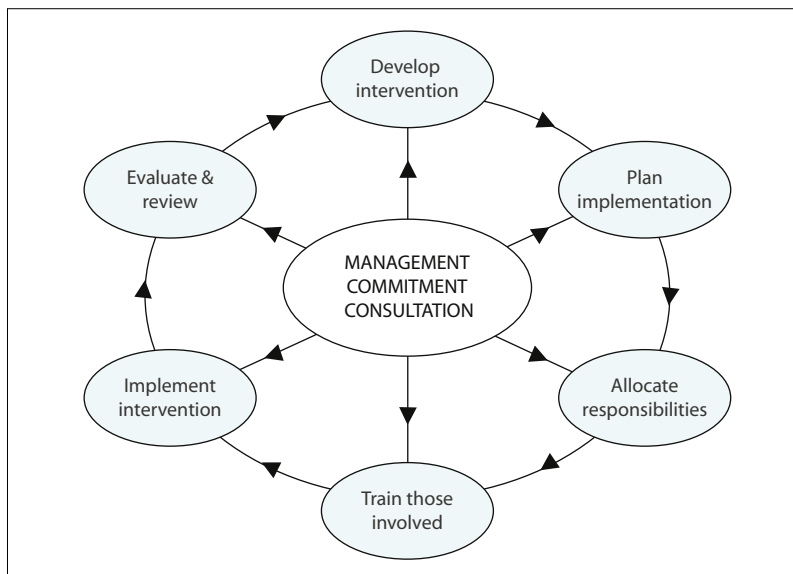 Develop
intervention
Plan
implementation
Allocate
responsibilities
Train those
involved
Implement
intervention
Evaluate &
review
MANAGEMENT
COMMITMENT
CONSULTATION